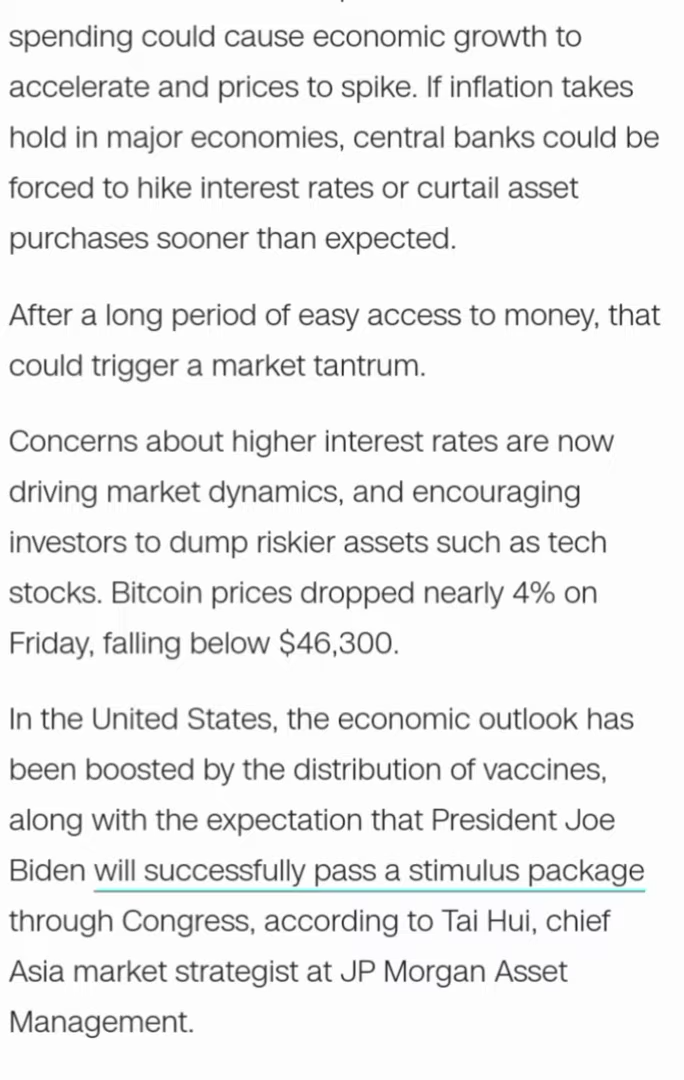 spending could cause economic growth to
accelerate and prices to spike. If inflation takes
hold in major economies, central banks could be
forced to hike interest rates or curtail asset
purchases sooner than expected.
After a long period of easy access to money, that
could trigger a market tantrum.
Concerns about higher interest rates are now
driving market dynamics, and encouraging
investors to dump riskier assets such as tech
stocks. Bitcoin prices dropped nearly 4% on
Friday, falling below $46,300.
In the United States, the economic outlook has
been boosted by the distribution of vaccines,
along with the expectation that President Joe
Biden will successfully pass a stimulus package
through Congress, according to Tai Hui, chief
Asia market strategist at JP Morgan Asset
Management.